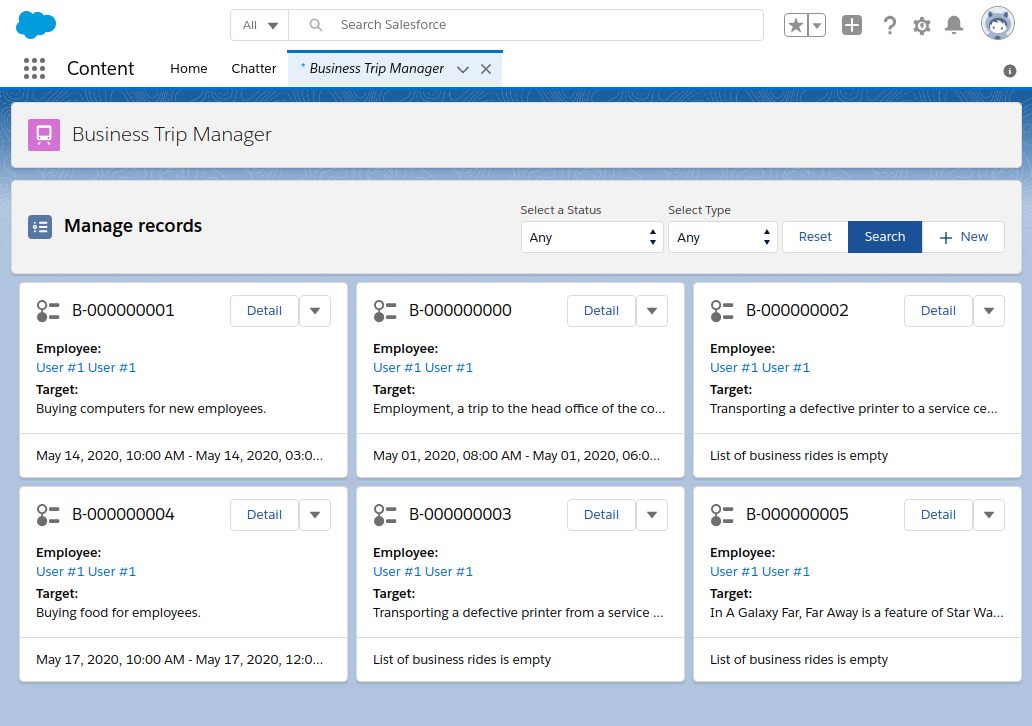 All
Search Salesforce
Content
Home
Chatter
* Business Trip Manager
Business Trip Manager
Manage records
Select a Status
Any
Select Type
Any
Reset
Search
New
B-000000001
Detail
Employee:
User #1 User #1
Target:
Buying computers for new employees.
May 14, 2020, 10:00 AM - May 14, 2020, 03:0...
B-000000000
Detail
Employee:
User #1 User #1
Target:
Employment, a trip to the head office of the co...
May 01, 2020, 08:00 AM - May 01, 2020, 06:0...
B-000000002
Detail
Employee:
User #1 User #1
Target:
Transporting a defective printer to a service ce...
List of business rides is empty
B-000000004
Detail
Employee:
User #1 User #1
Target:
Buying food for employees.
May 17, 2020, 10:00 AM - May 17, 2020, 12:0...
B-000000003
Detail
Employee:
User #1 User #1
Target:
Transporting a defective printer from a service ...
List of business rides is empty
B-000000005
Detail
Employee:
User #1 User #1
Target:
In A Galaxy Far, Far Away is a feature of Star Wa...
List of business rides is empty